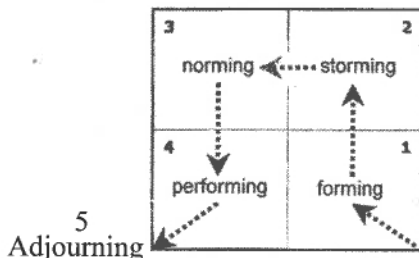 3
2
norming
storming
4
1
performing
forming
5
Adjourning